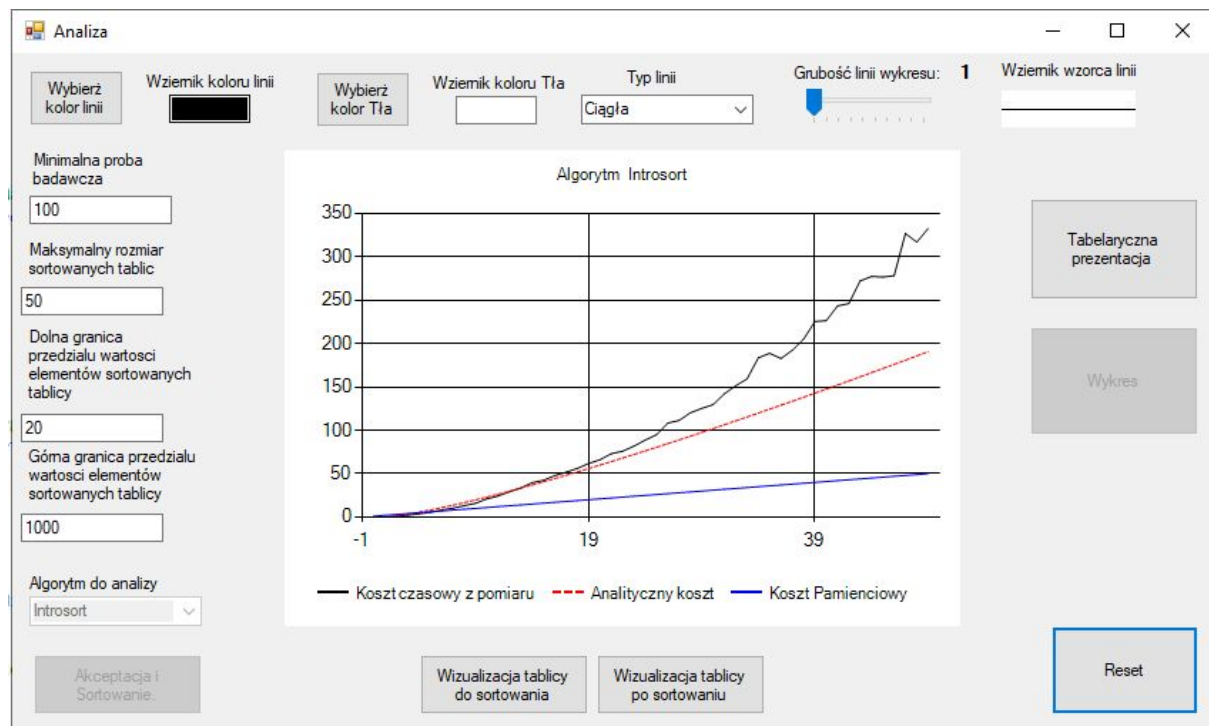 Analiza
Wybierź
kolor linii
Wziernik koloru linii
Wybierź
kolor Tła
Wziernik koloru Tła
Typ linii
Ciągła
Grubość linii wykresu: 1
Wziernik wzorca linii
Minimalna proba
badawcza
100
Maksymalny rozmiar
sortowanych tablic
50
Dolna granica
przedzialu wartosci
elementów sortowanych
tablicy
20
Górna granica przedzialu
wartosci elementów
sortowanych tablicy
1000
Algorytm do analizy
Introsort
Akceptacja i
Sortowanie.
Algorytm Introsort
350
300
250
200
150
100
50
0
-1 19 39
Koszt czasowy z pomiaru Analityczny koszt Koszt Pamienciowy
Wizualizacja tablicy
do sortowania
Wizualizacja tablicy
po sortowaniu
Tabelaryczna
prezentacja
Wykres
Reset